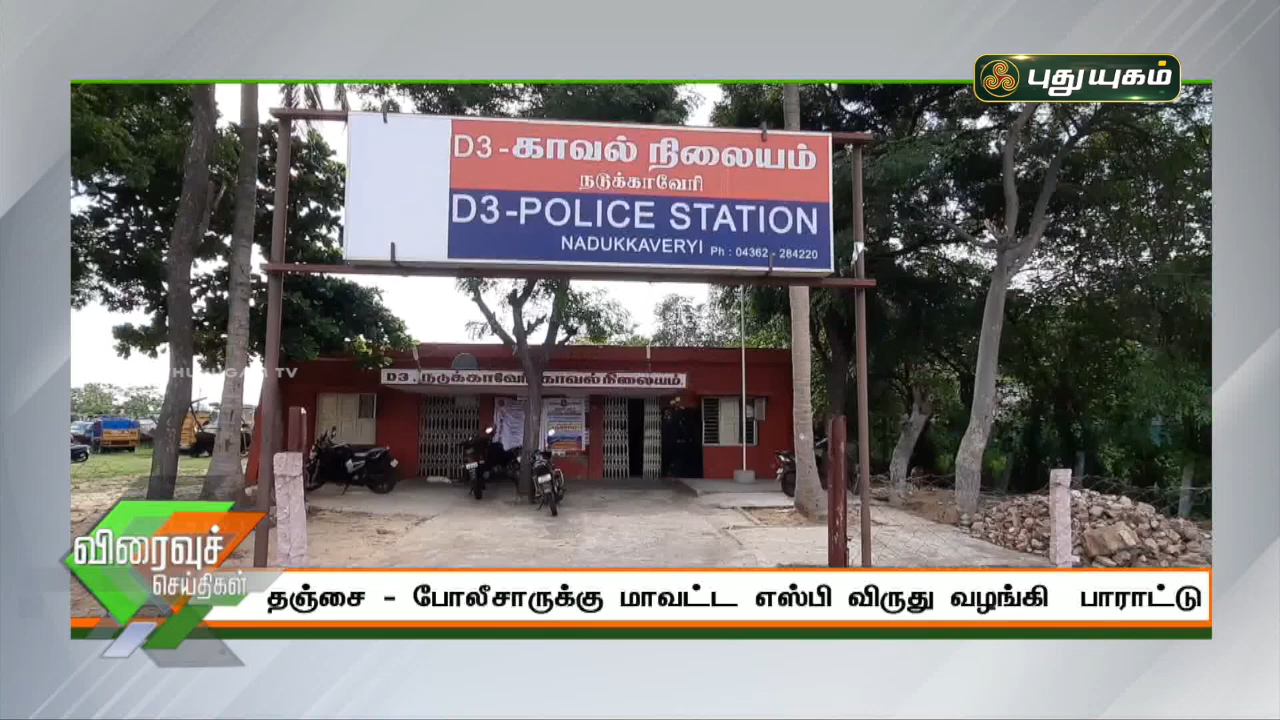 புதுயுகம்
D3-காவல் நிலையம்
நடுக்காவேரி
D3-POLICE STATION
NADUKKAVERYI Ph : 04362 - 284220
D3. நடுக்காவேரி காவல்நிலையம்.
விரைவுச்
செய்திகள்
தஞ்சை - போலீசாருக்கு மாவட்ட எஸ்பி விருது வழங்கி பாராட்டு